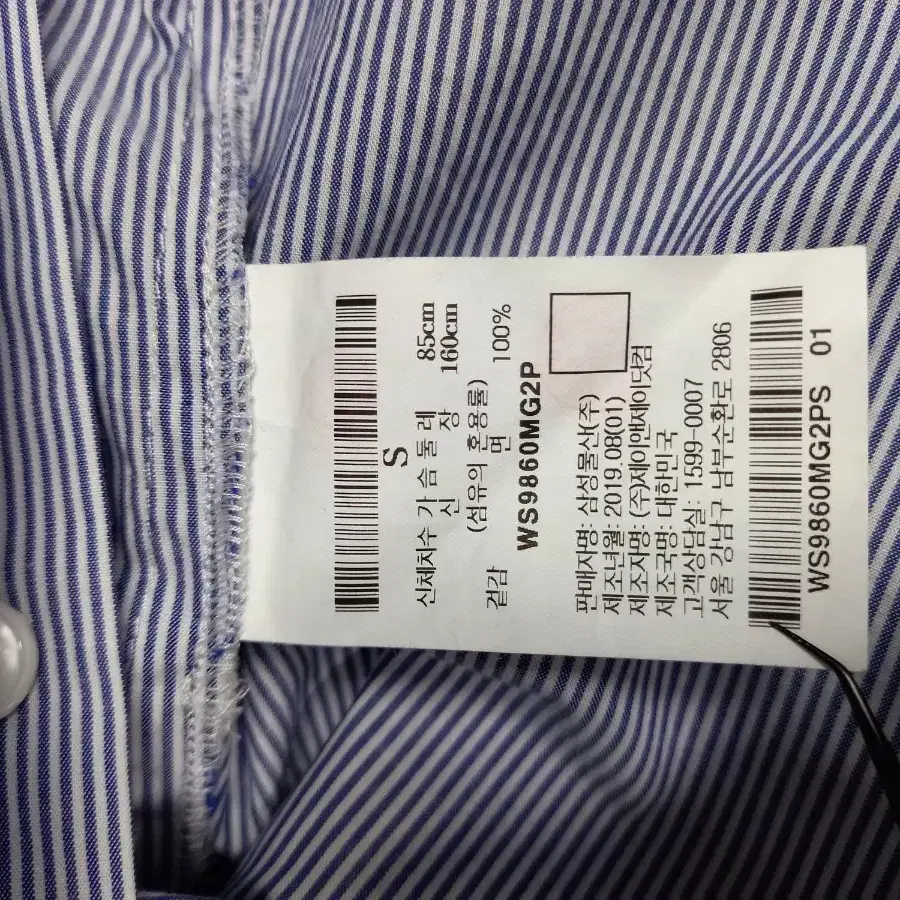 S
신체치수 가슴둘레 85cm
신장 160cm
(섬유의 혼용률)
겉감 면 100%
WS9860MG2P
판매자명: 삼성물산(주)
제조년월: 2019.08(01)
제조자명: (주)제이앤제이닷컴
제조국명: 대한민국
고객상담실: 1599-0007
서울 강남구 남부순환로 2806
WS9860MG2PS 01